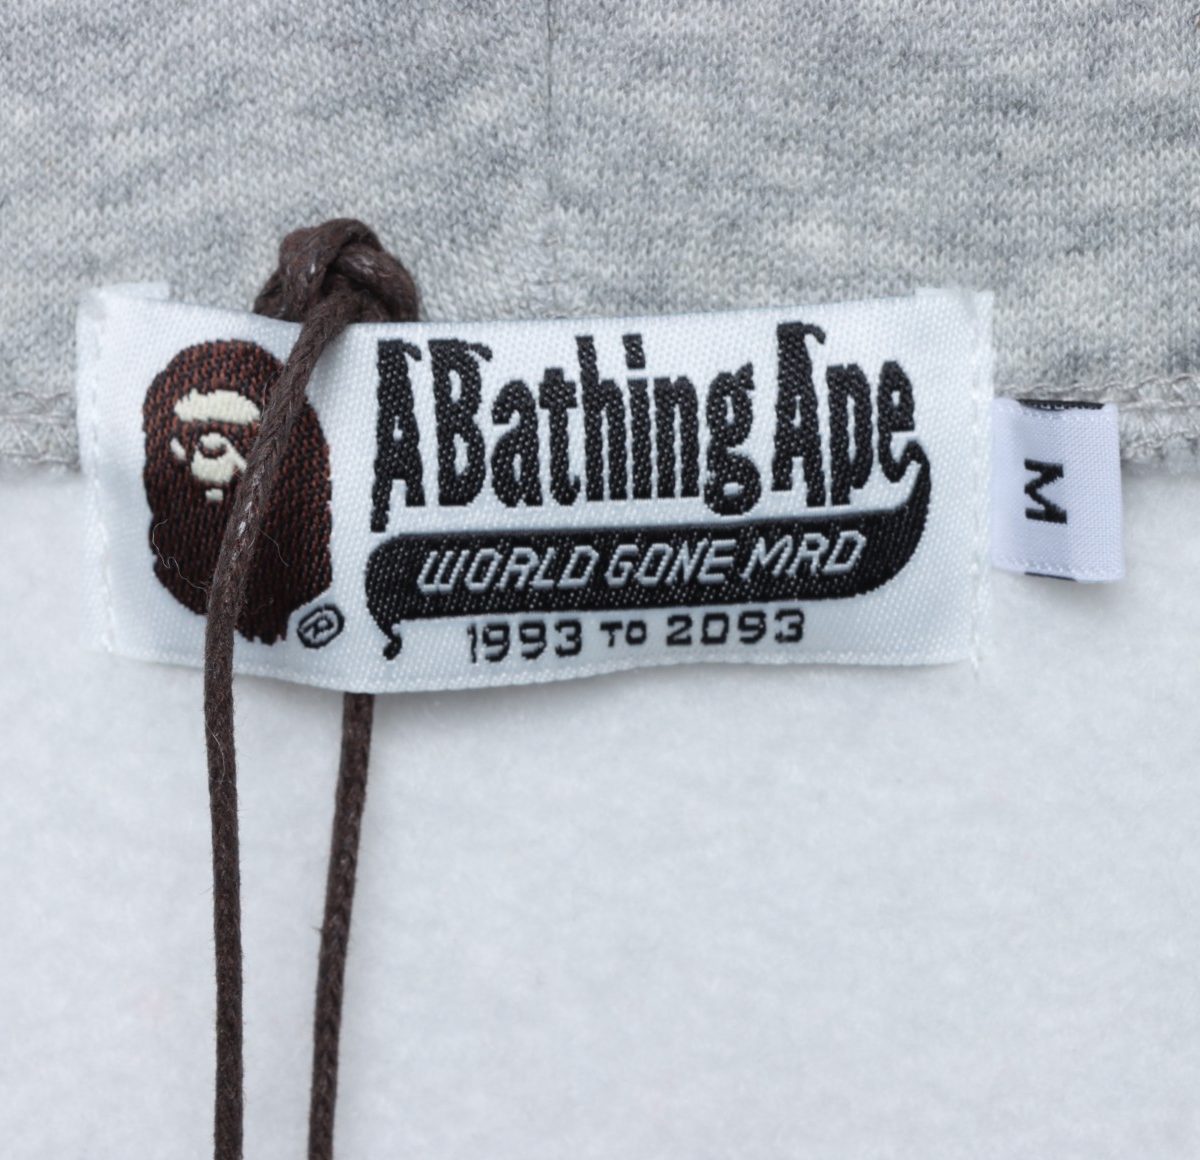 A Bathing Ape
WORLD GONE MAD
1993 TO 2093
®
M